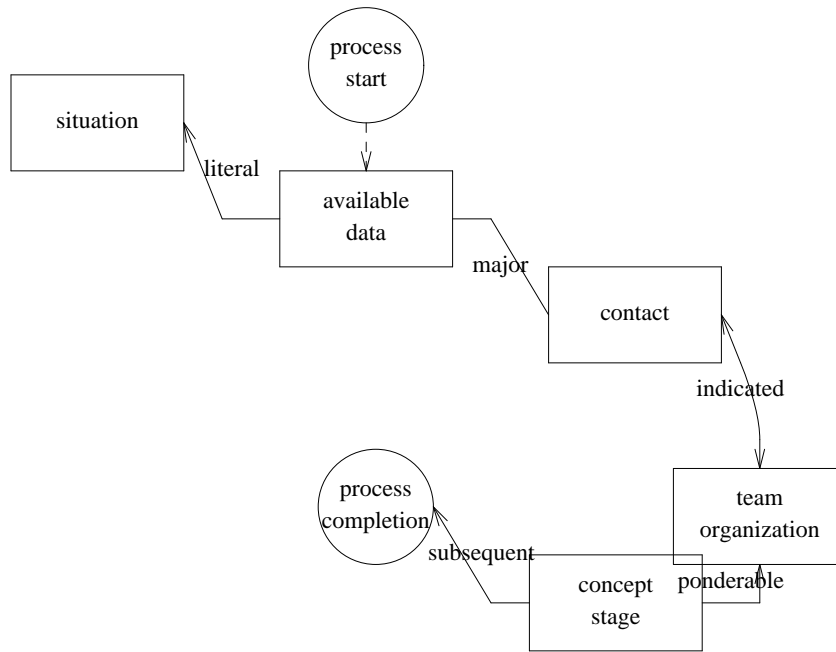 process
start
situation
literal
available
data
major
contact
indicated
process
completion
team
organization
subsequent
ponderable
concept
stage